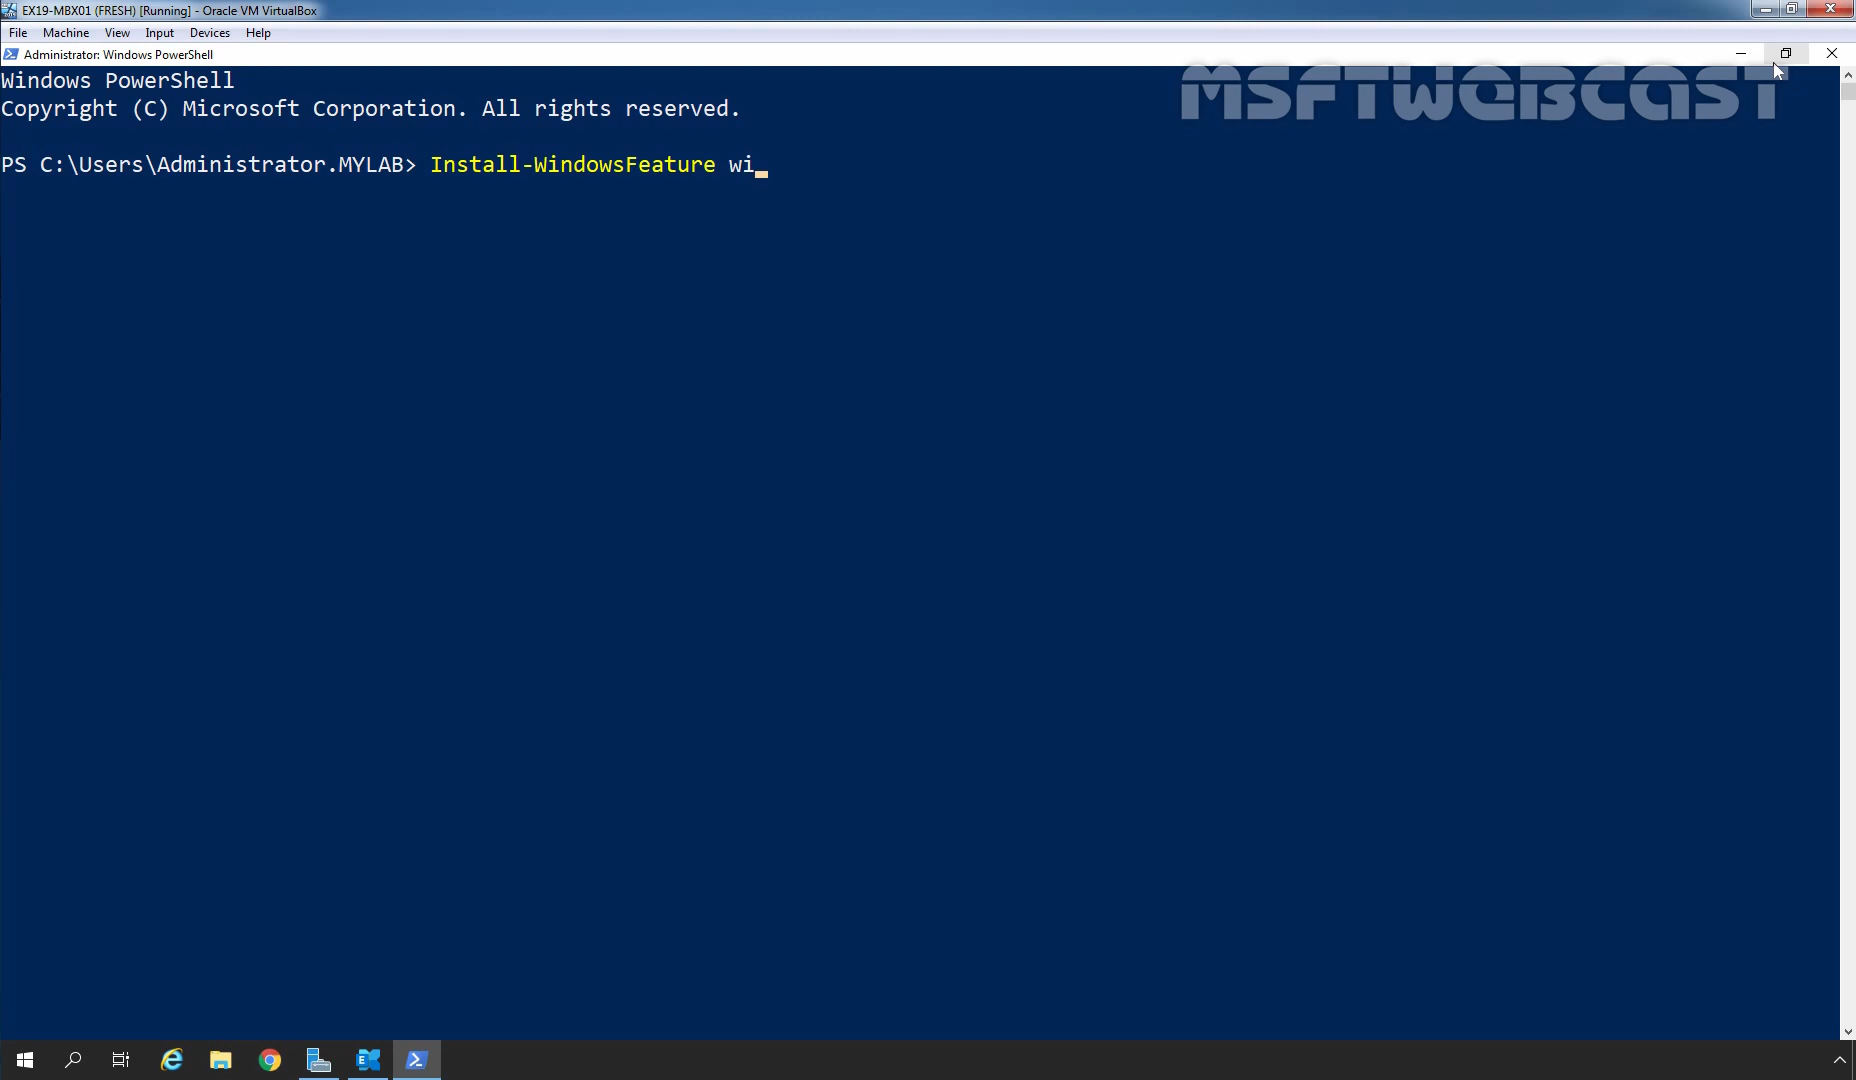 EX19-MBX01 (FRESH) [Running] - Oracle VM VirtualBox
File Machine View Input Devices Help
Administrator: Windows PowerShell
MSFTWEBCAST
Windows PowerShell
Copyright (C) Microsoft Corporation. All rights reserved.
PS C:\Users\Administrator.MYLAB> Install-WindowsFeature wi